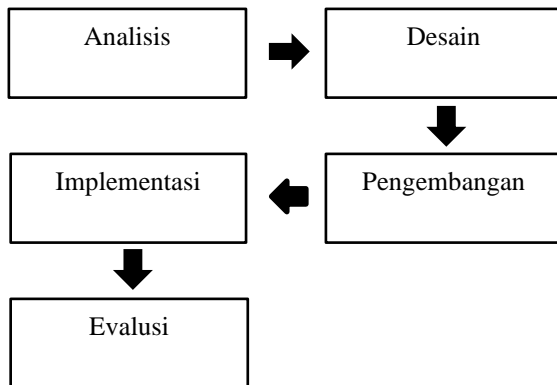 Analisis
Desain
Pengembangan
Implementasi
Evalusi